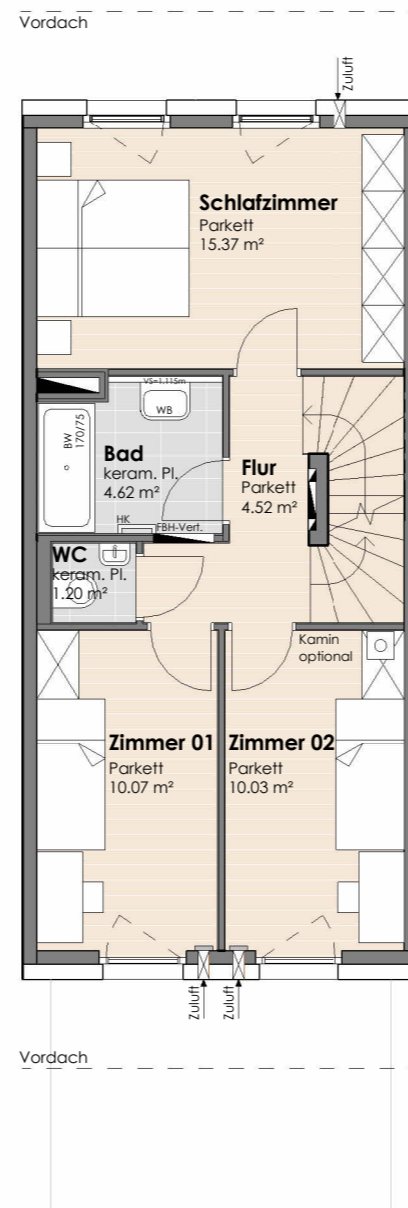 Vordach
Zuluft
Schlafzimmer
Parkett
15.37 m²
VS=1.115m
WB
BW
170/75
Bad
keram. Pl.
4.62 m²
Flur
Parkett
4.52 m²
HK
FBH-Vert.
WC
keram. Pl.
1.20 m²
Kamin
optional
Zimmer 01
Parkett
10.07 m²
Zimmer 02
Parkett
10.03 m²
Zuluft
Zuluft
Vordach